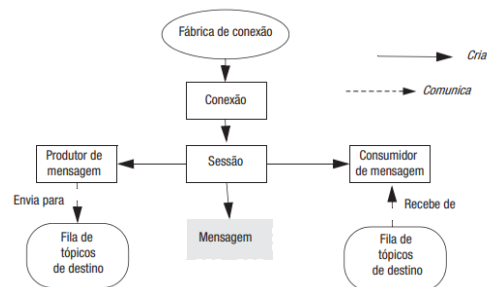 Fábrica de conexão
Cria
Comunica
Conexão
Produtor de
mensagem
Sessão
Consumidor
de mensagem
Envia para
Recebe de
Mensagem
Fila de
tópicos
de destino
Fila de
tópicos
de destino